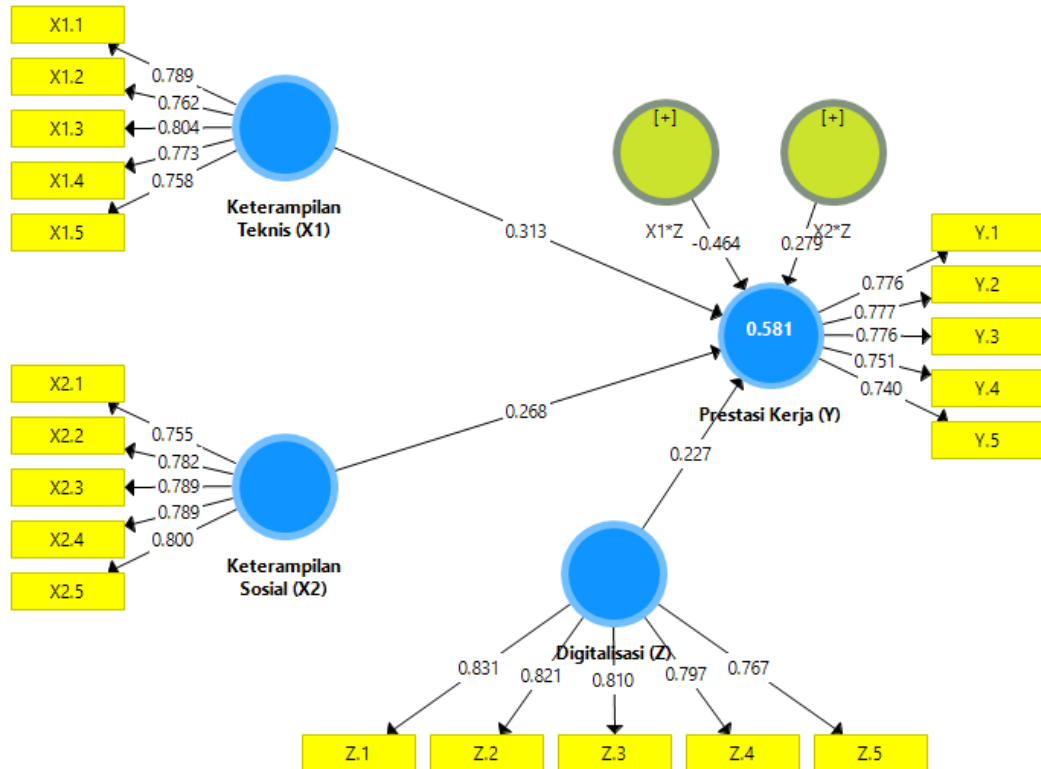 X1.1
X1.2
X1.3
X1.4
X1.5
0.789
0.762
0.804
0.773
0.758
Keterampilan
Teknis (X1)
0.313
[+]
[+]
X1*Z
X2*Z
-0.464
0.279
0.581
Prestasi Kerja (Y)
0.776
0.777
0.776
0.751
0.740
Y.1
Y.2
Y.3
Y.4
Y.5
X2.1
X2.2
X2.3
X2.4
X2.5
0.755
0.782
0.789
0.789
0.800
Keterampilan
Sosial (X2)
0.268
0.227
Digitalisasi (Z)
0.831
0.821
0.810
0.797
0.767
Z.1
Z.2
Z.3
Z.4
Z.5